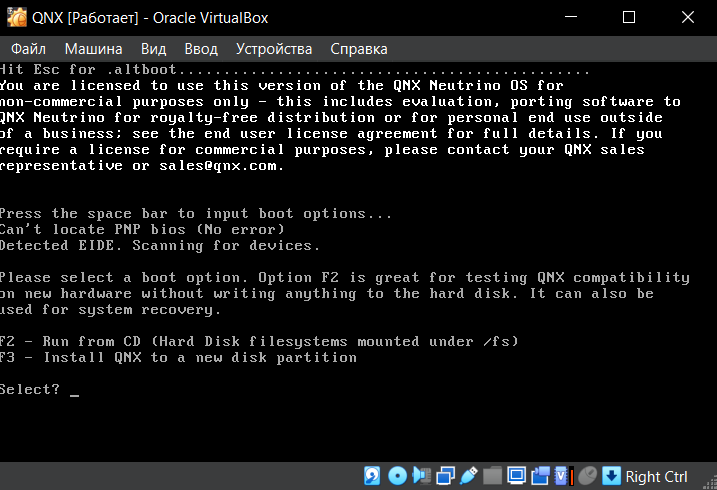 QNX [Работает] - Oracle VirtualBox
Файл Машина Вид Ввод Устройства Справка
Hit Esc for .altboot..............................................
You are licensed to use this version of the QNX Neutrino OS for
non-commercial purposes only - this includes evaluation, porting software to
QNX Neutrino for royalty-free distribution or for personal end use outside
of a business; see the end user license agreement for full details. If you
require a license for commercial purposes, please contact your QNX sales
representative or sales@qnx.com.
Press the space bar to input boot options...
Can't locate PNP bios (No error)
Detected EIDE. Scanning for devices.
Please select a boot option. Option F2 is great for testing QNX compatibility
on new hardware without writing anything to the hard disk. It can also be
used for system recovery.
F2 - Run from CD (Hard Disk filesystems mounted under /fs)
F3 - Install QNX to a new disk partition
Select? _
Right Ctrl